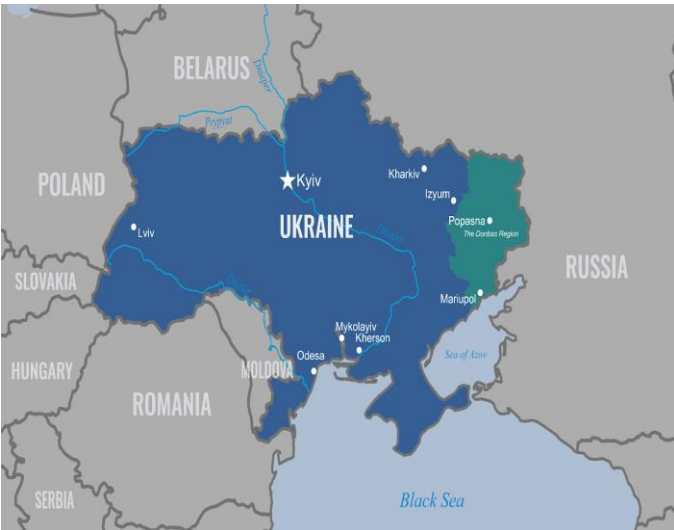 BELARUS
Dnieper
Prypyat
POLAND
Kyiv
Kharkiv
Izyum
Lviv
UKRAINE
Popasna
The Donbas Region
Dnieper
RUSSIA
SLOVAKIA
Mariupol
Mykolayiv
Kherson
Sea of Azov
HUNGARY
MOLDOVA
Odesa
ROMANIA
SERBIA
Black Sea